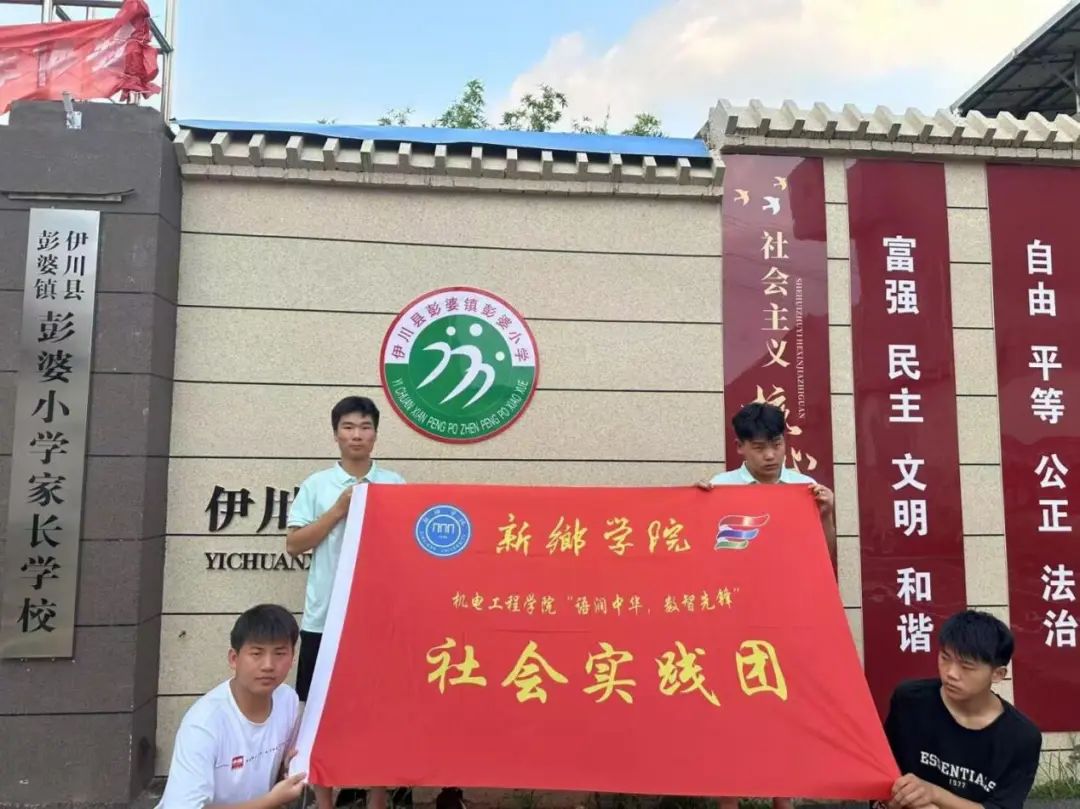 伊川县
彭婆镇
彭婆小学家长学校
伊川县彭婆镇彭婆小学
YI CHUAN XIAN PENG PO ZHEN PENG PO XIAO XUE
伊川
YICHUAN
社会主义
SHEHUIZHUYI HEXINJIAZHIGUAN
富强 民主 文明 和谐
自由 平等 公正 法治
新鄉学院
机电工程学院“语润中华，数智先锋”
社会实践团
ESSENTIALS
1977